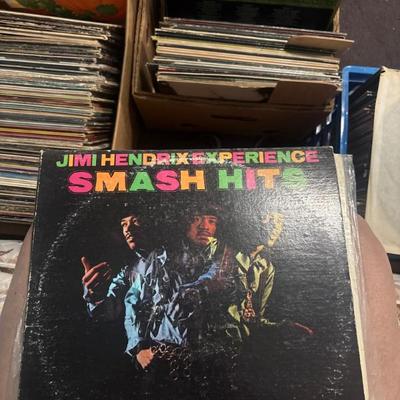 JIMI HENDRIX EXPERIENCE
SMASH HITS